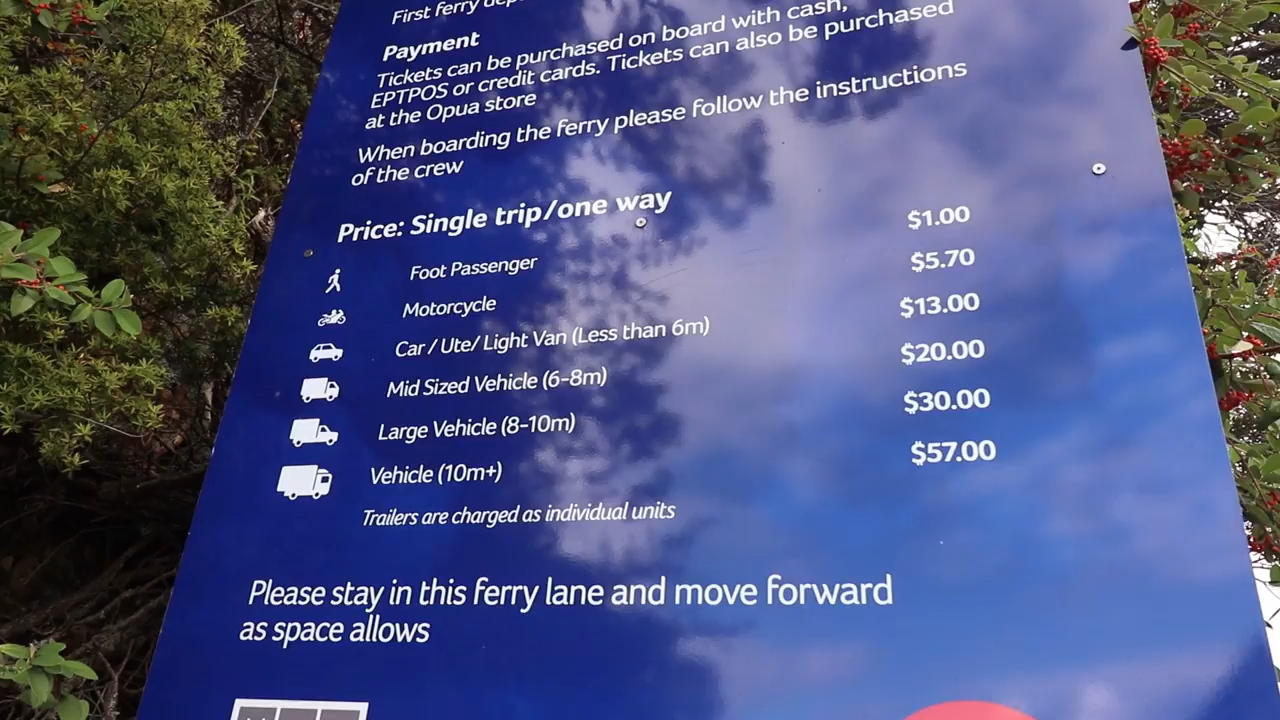 First ferry dep
Payment
Tickets can be purchased on board with cash,
EPTPOS or credit cards. Tickets can also be purchased
at the Opua store
When boarding the ferry please follow the instructions
of the crew
Price: Single trip/one way
Foot Passenger $1.00
Motorcycle $5.70
Car / Ute/ Light Van (Less than 6m) $13.00
Mid Sized Vehicle (6-8m) $20.00
Large Vehicle (8-10m) $30.00
Vehicle (10m+) $57.00
Trailers are charged as individual units
Please stay in this ferry lane and move forward
as space allows